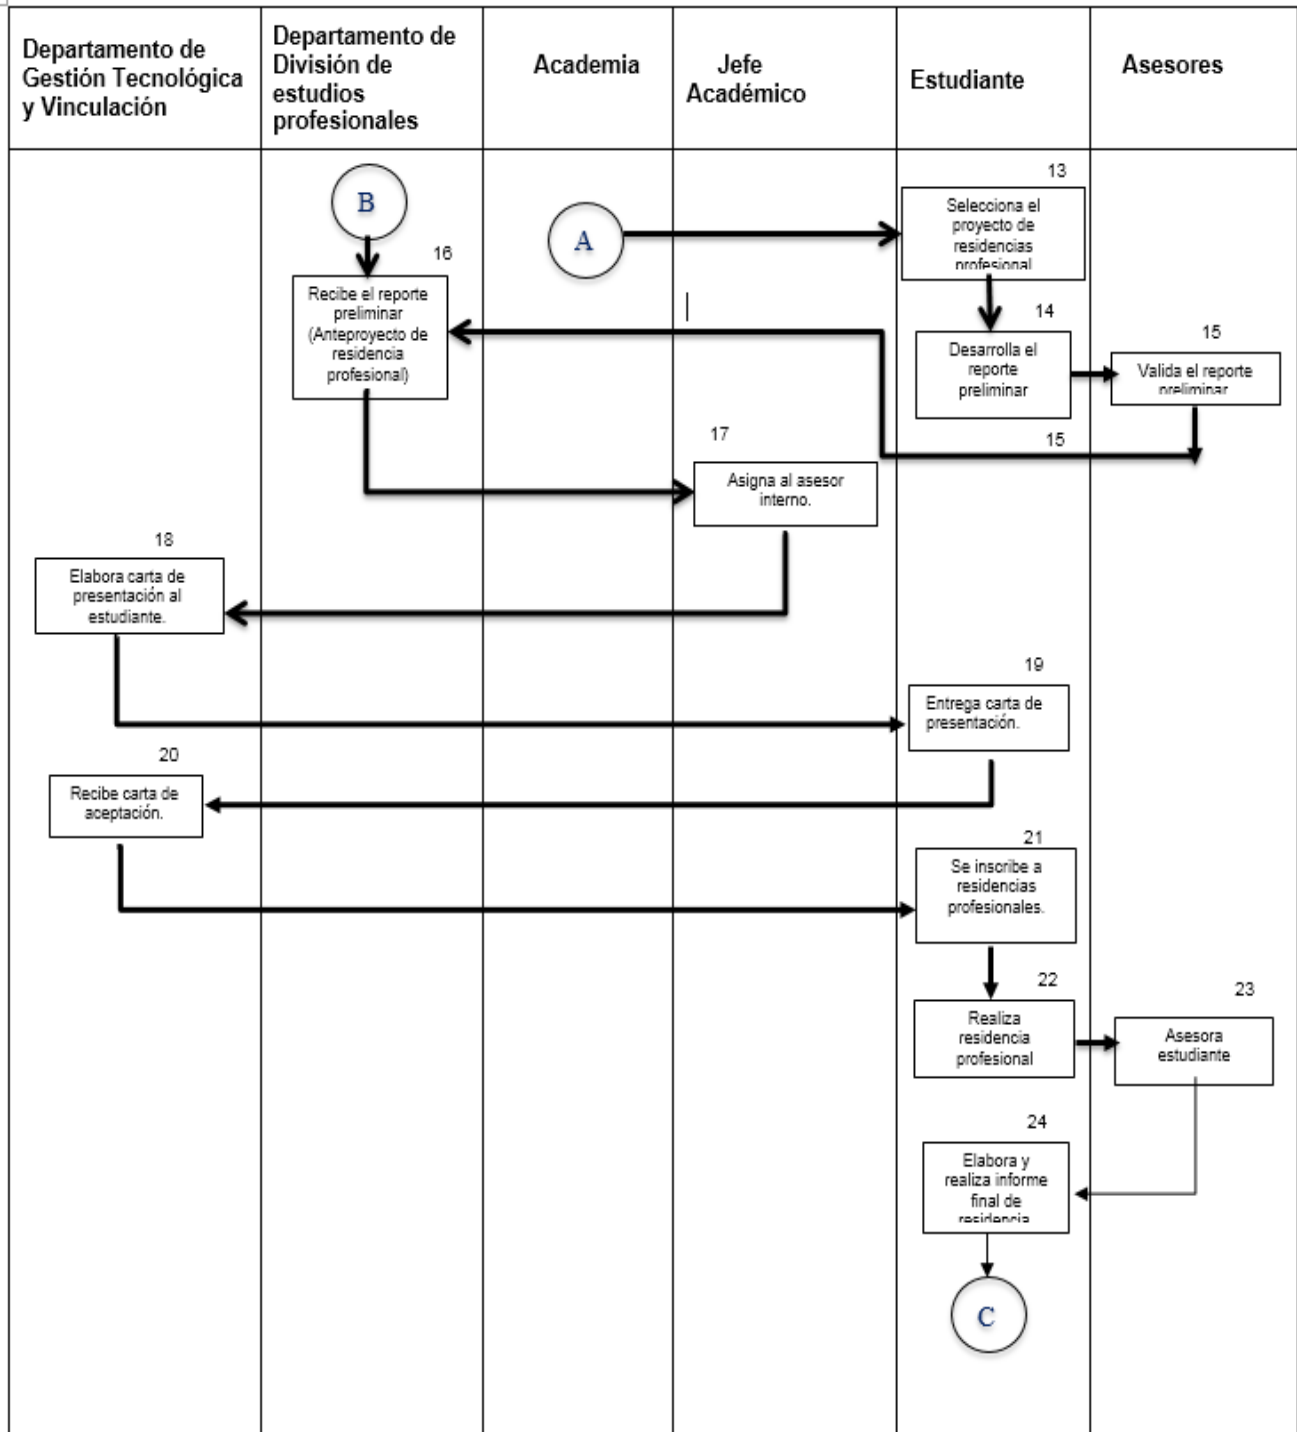 Departamento de
Gestión Tecnológica
y Vinculación
Departamento de
División de
estudios
profesionales
Academia
Jefe
Académico
Estudiante
Asesores
B
A
13
Selecciona el
proyecto de
residencias
profesional
16
Recibe el reporte
preliminar
(Anteproyecto de
residencia
profesional)
14
Desarrolla el
reporte
preliminar
15
Valida el reporte
preliminar
15
17
Asigna al asesor
interno.
18
Elabora carta de
presentación al
estudiante.
19
Entrega carta de
presentación.
20
Recibe carta de
aceptación.
21
Se inscribe a
residencias
profesionales.
22
Realiza
residencia
profesional
23
Asesora
estudiante
24
Elabora y
realiza informe
final de
residencia
C